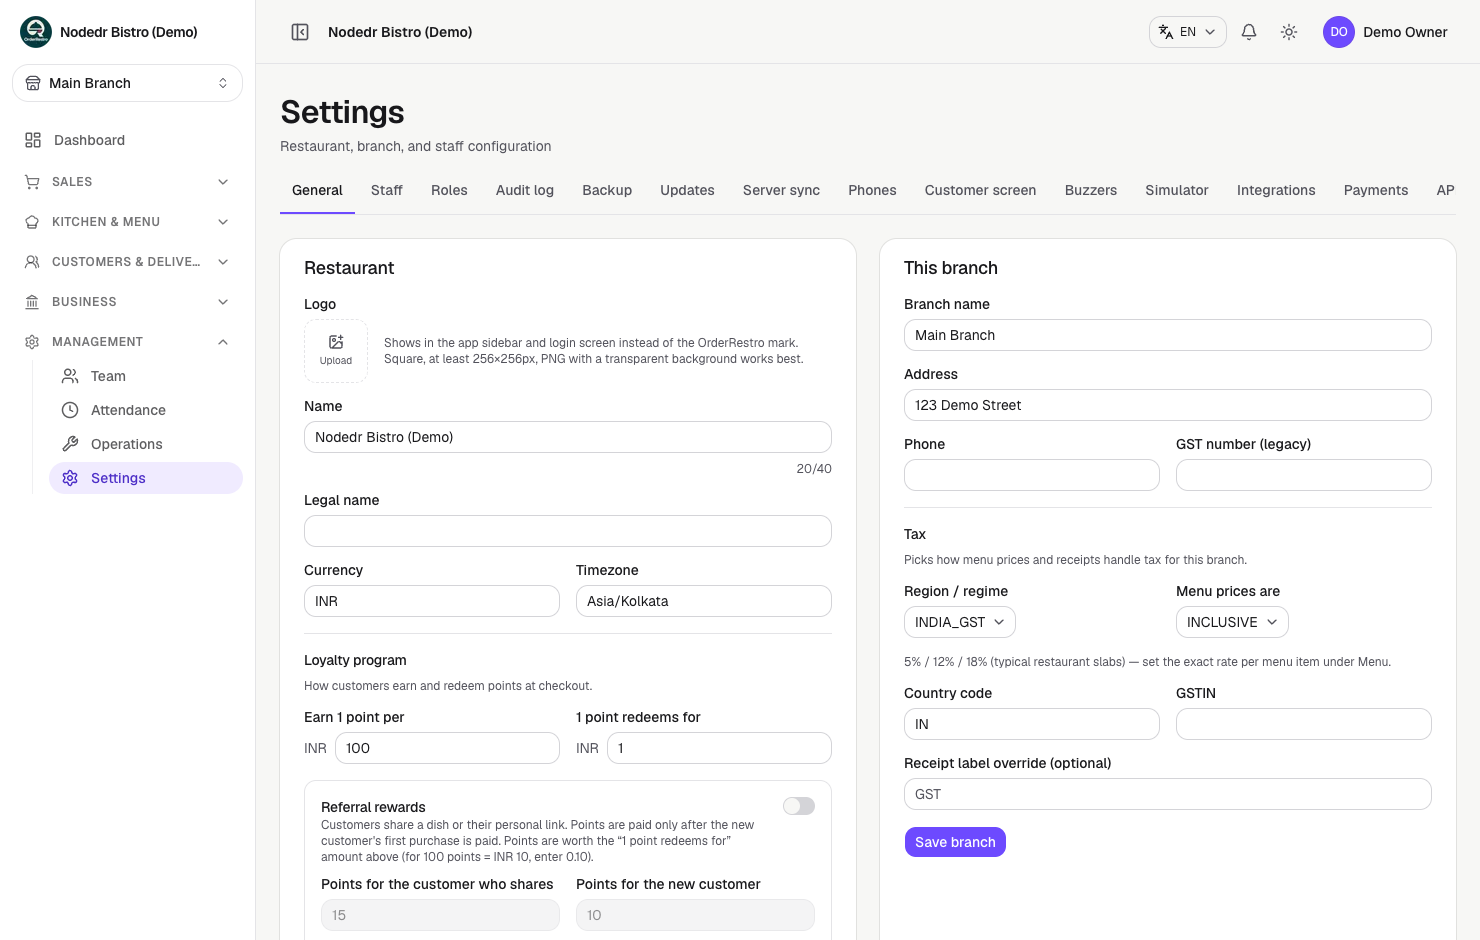 Nodedr Bistro (Demo)
Main Branch
Dashboard
SALES
KITCHEN & MENU
CUSTOMERS & DELIVE...
BUSINESS
MANAGEMENT
Team
Attendance
Operations
Settings
Nodedr Bistro (Demo)
EN
DO
Demo Owner
Settings
Restaurant, branch, and staff configuration
General Staff Roles Audit log Backup Updates Server sync Phones Customer screen Buzzers Simulator Integrations Payments AP
Restaurant
Logo
Upload
Shows in the app sidebar and login screen instead of the OrderRestro mark.
Square, at least 256×256px, PNG with a transparent background works best.
Name
Nodedr Bistro (Demo)
20/40
Legal name
Currency Timezone
INR Asia/Kolkata
Loyalty program
How customers earn and redeem points at checkout.
Earn 1 point per 1 point redeems for
INR 100 INR 1
Referral rewards
Customers share a dish or their personal link. Points are paid only after the new
customer's first purchase is paid. Points are worth the “1 point redeems for”
amount above (for 100 points = INR 10, enter 0.10).
Points for the customer who shares Points for the new customer
15 10
This branch
Branch name
Main Branch
Address
123 Demo Street
Phone GST number (legacy)
Tax
Picks how menu prices and receipts handle tax for this branch.
Region / regime Menu prices are
INDIA_GST INCLUSIVE
5% / 12% / 18% (typical restaurant slabs) — set the exact rate per menu item under Menu.
Country code GSTIN
IN
Receipt label override (optional)
GST
Save branch